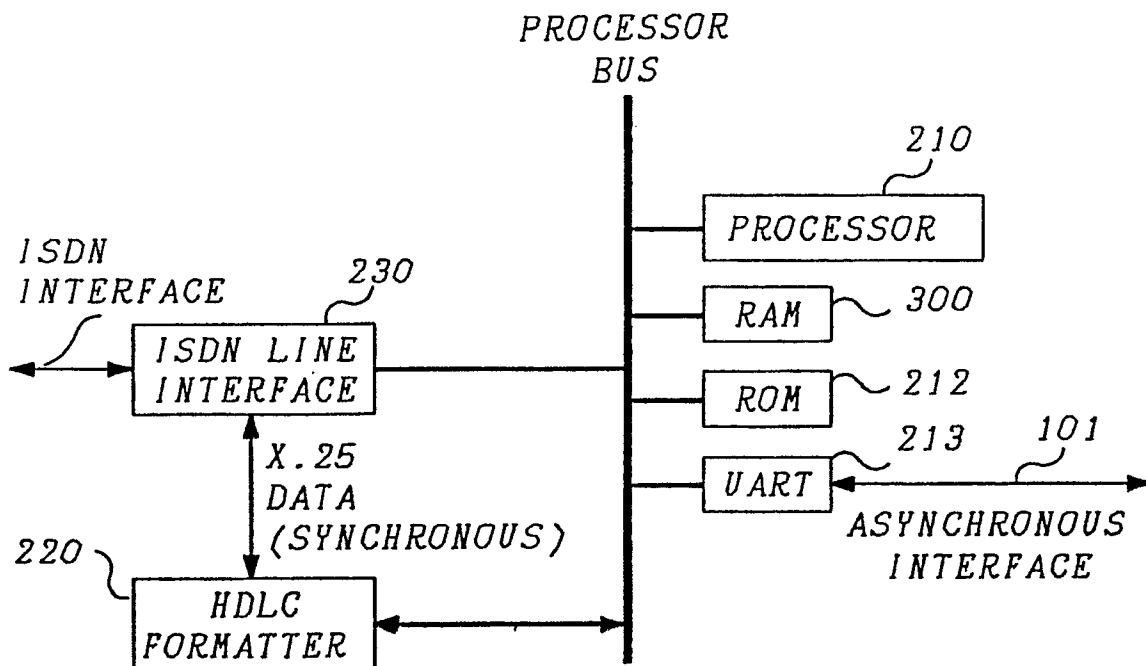 PROCESSOR
BUS
210
PROCESSOR
ISDN
INTERFACE
230
300
RAM
ISDN LINE
INTERFACE
212
ROM
X.25
DATA
(SYNCHRONOUS)
213
101
UART
ASYNCHRONOUS
INTERFACE
220
HDLC
FORMATTER